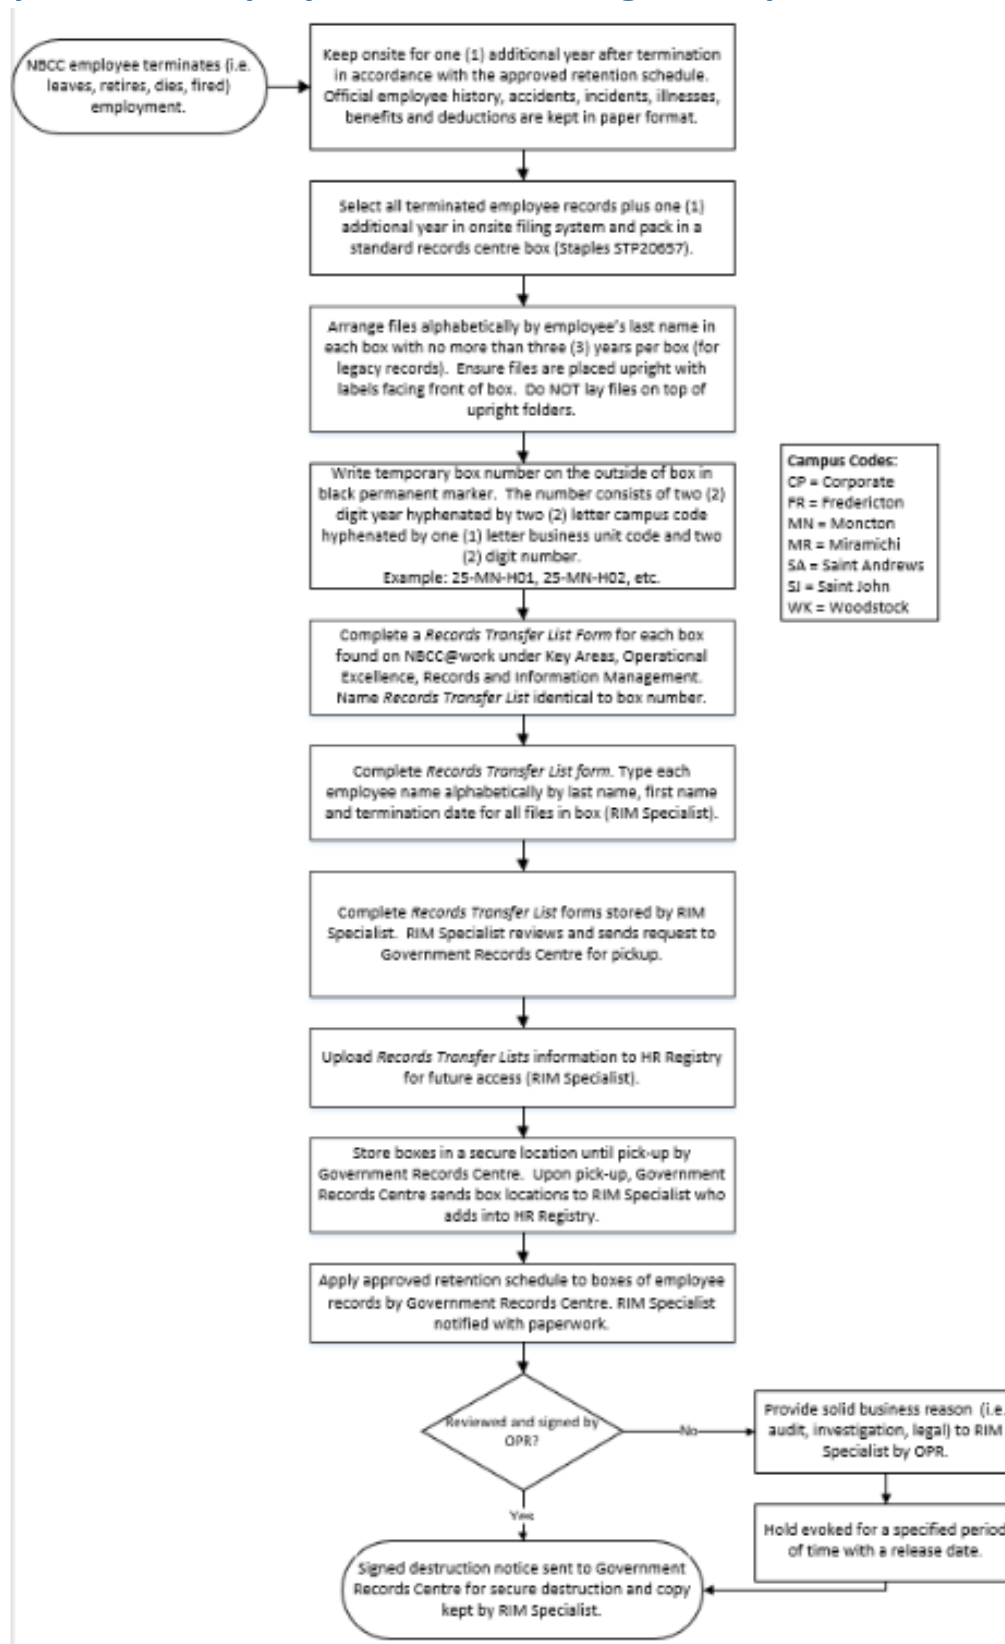 NBCC employee terminates (i.e.
leaves, retires, dies, fired)
employment.
Keep onsite for one (1) additional year after termination
in accordance with the approved retention schedule.
Official employee history, accidents, incidents, illnesses,
benefits and deductions are kept in paper format.
Select all terminated employee records plus one (1)
additional year in onsite filing system and pack in a
standard records centre box (Staples STP20657).
Arrange files alphabetically by employee's last name in
each box with no more than three (3) years per box (for
legacy records). Ensure files are placed upright with
labels facing front of box. Do NOT lay files on top of
upright folders.
Write temporary box number on the outside of box in
black permanent marker. The number consists of two (2)
digit year hyphenated by two (2) letter campus code
hyphenated by one (1) letter business unit code and two
(2) digit number.
Example: 25-MN-H01, 25-MN-H02, etc.
Campus Codes:
CP = Corporate
FR = Fredericton
MN = Moncton
MR = Miramichi
SA = Saint Andrews
SJ = Saint John
WK = Woodstock
Complete a Records Transfer List Form for each box
found on NBCC@work under Key Areas, Operational
Excellence, Records and Information Management.
Name Records Transfer List identical to box number.
Complete Records Transfer List form. Type each
employee name alphabetically by last name, first name
and termination date for all files in box (RIM Specialist).
Complete Records Transfer List forms stored by RIM
Specialist. RIM Specialist reviews and sends request to
Government Records Centre for pickup.
Upload Records Transfer Lists information to HR Registry
for future access (RIM Specialist).
Store boxes in a secure location until pick-up by
Government Records Centre. Upon pick-up, Government
Records Centre sends box locations to RIM Specialist who
adds into HR Registry.
Apply approved retention schedule to boxes of employee
records by Government Records Centre. RIM Specialist
notified with paperwork.
Reviewed and signed by
OPR?
No
Provide solid business reason (i.e.
audit, investigation, legal) to RIM
Specialist by OPR.
Yes
Hold evoked for a specified period
of time with a release date.
Signed destruction notice sent to Government
Records Centre for secure destruction and copy
kept by RIM Specialist.